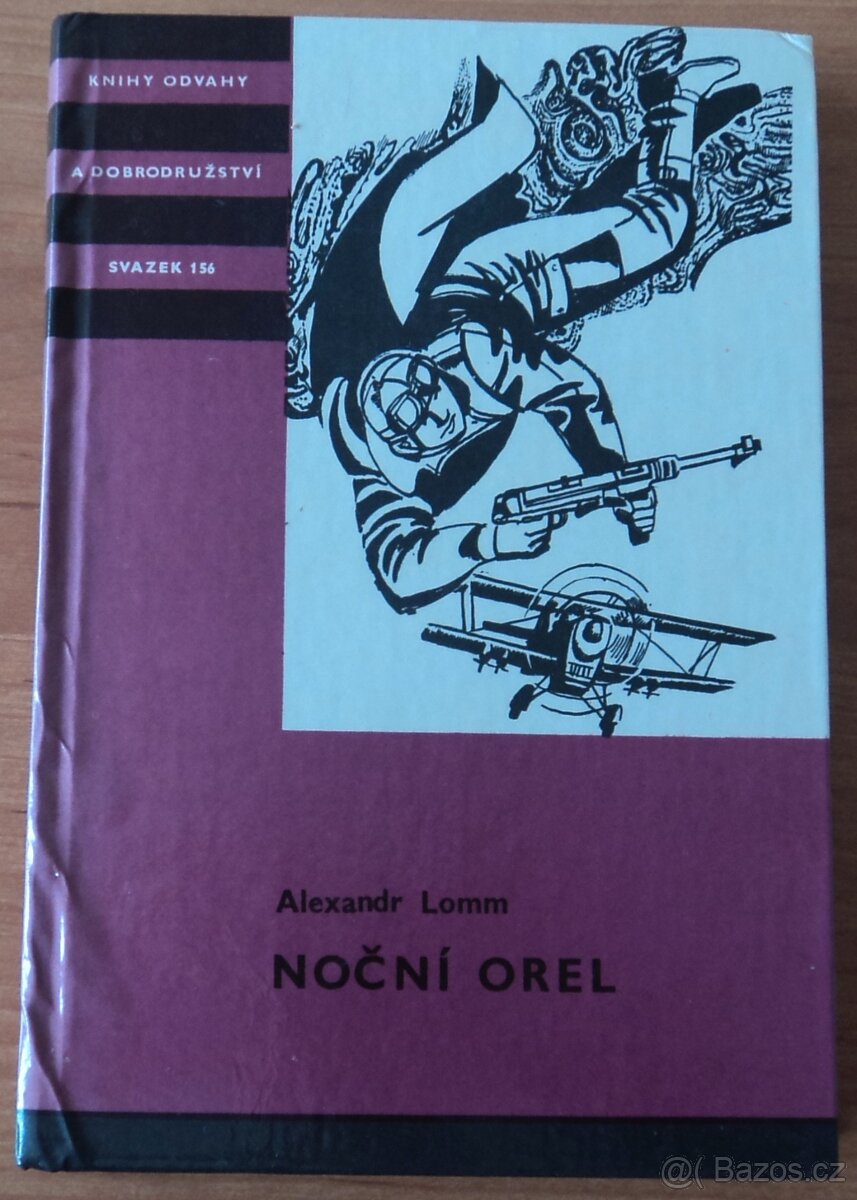 KNIHY ODVAHY
A DOBRODRUŽSTVÍ
SVAZEK 156
Alexandr Lomm
NOČNÍ OREL
@( Bazos.cz